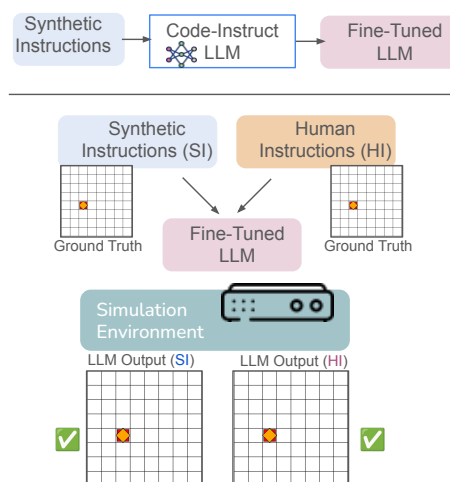 Synthetic
Instructions
Code-Instruct
LLM
Fine-Tuned
LLM
Synthetic
Instructions (SI)
Human
Instructions (HI)
Ground Truth
Ground Truth
Fine-Tuned
LLM
Simulation
Environment
LLM Output (SI)
LLM Output (HI)